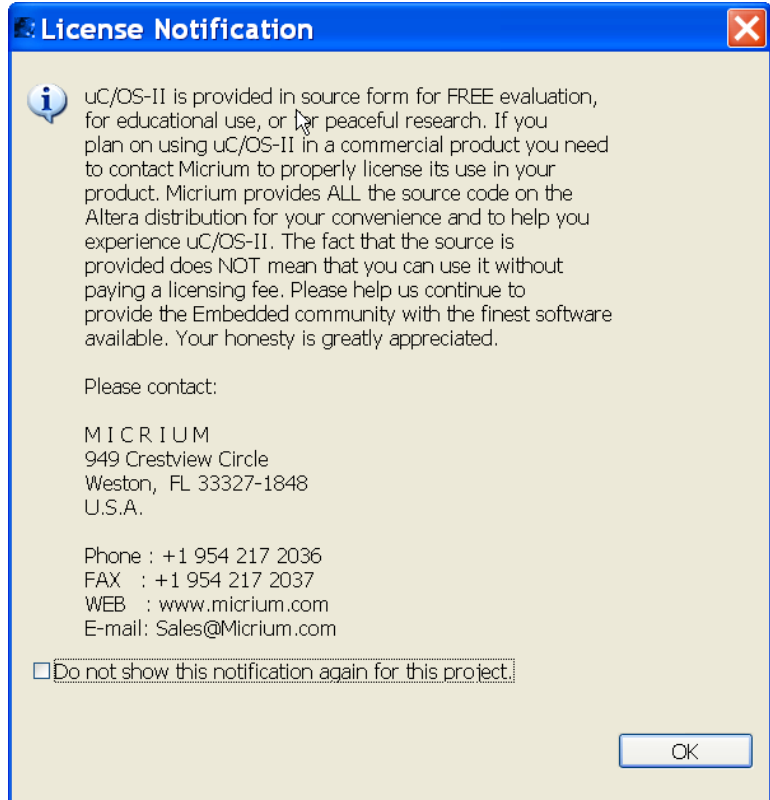 License Notification
uC/OS-II is provided in source form for FREE evaluation,
for educational use, or for peaceful research. If you
plan on using uC/OS-II in a commercial product you need
to contact Micrium to properly license its use in your
product. Micrium provides ALL the source code on the
Altera distribution for your convenience and to help you
experience uC/OS-II. The fact that the source is
provided does NOT mean that you can use it without
paying a licensing fee. Please help us continue to
provide the Embedded community with the finest software
available. Your honesty is greatly appreciated.
Please contact:
M I C R I U M
949 Crestview Circle
Weston,  FL 33327-1848
U.S.A.
Phone : +1 954 217 2036
FAX   : +1 954 217 2037
WEB   : www.micrium.com
E-mail: Sales@Micrium.com
Do not show this notification again for this project.
OK